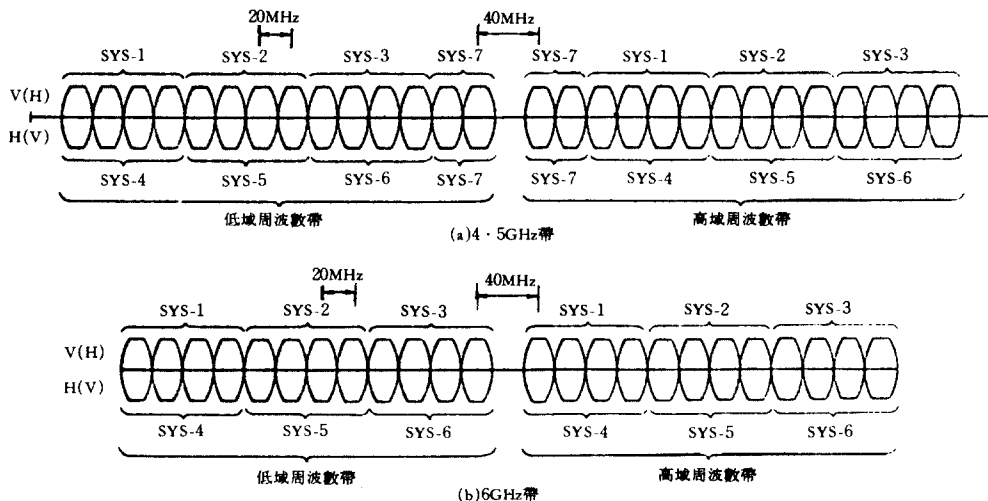 20MHz 40MHz
SYS-1 SYS-2 SYS-3 SYS-7 SYS-7 SYS-1 SYS-2 SYS-3
V(H)
H(V)
SYS-4 SYS-5 SYS-6 SYS-7 SYS-7 SYS-4 SYS-5 SYS-6
低域周波數帶 高域周波數帶
(a)4・5GHz帶
20MHz 40MHz
SYS-1 SYS-2 SYS-3 SYS-1 SYS-2 SYS-3
V(H)
H(V)
SYS-4 SYS-5 SYS-6 SYS-4 SYS-5 SYS-6
低域周波數帶 高域周波數帶
(b)6GHz帶